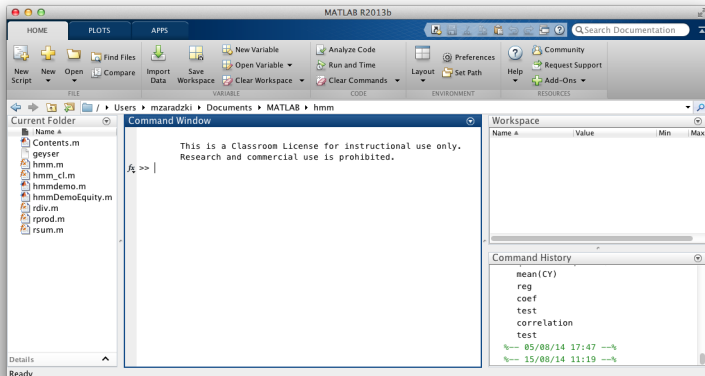 MATLAB R2013b
HOME PLOTS APPS Search Documentation
New Script New Open Find Files Compare Import Data Save Workspace New Variable Open Variable Clear Workspace Analyze Code Run and Time Clear Commands Layout Preferences Set Path Help Community Request Support Add-Ons
FILE VARIABLE CODE ENVIRONMENT RESOURCES
/ Users mzaradzki Documents MATLAB hmm
Current Folder
Name
Contents.m
geyser
hmm.m
hmm_cl.m
hmmdemo.m
hmmDemoEquity.m
rdiv.m
rprod.m
rsum.m
Details
Command Window
This is a Classroom License for instructional use only.
Research and commercial use is prohibited.
fx >>
Workspace
Name Value Min Max
Command History
mean(CY)
reg
coef
test
correlation
test
%-- 05/08/14 17:47 --%
%-- 15/08/14 11:19 --%
Ready